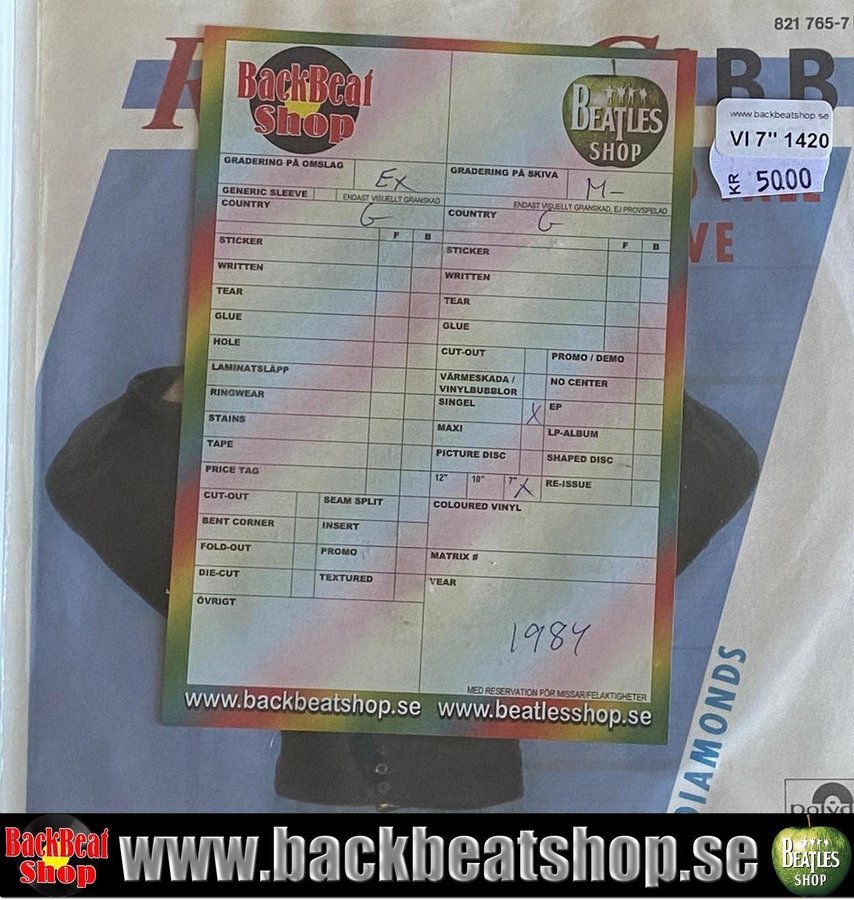 821 765-7
R
G BB
www.backbeatshop.se
VI 7" 1420
KR 50.00
VE
BackBeat
Shop
BEATLES
SHOP
GRADERING PÅ OMSLAG
EX
GRADERING PÅ SKIVA
M-
GENERIC SLEEVE
ENDAST VISUELLT GRANSKAD
ENDAST VISUELLT GRANSKAD, EJ PROVSPELAD
COUNTRY
G
COUNTRY
G
F B
F B
STICKER
WRITTEN
TEAR
GLUE
HOLE
LAMINATSLÄPP
RINGWEAR
STAINS
TAPE
PRICE TAG
CUT-OUT
SEAM SPLIT
BENT CORNER
INSERT
FOLD-OUT
PROMO
DIE-CUT
TEXTURED
ÖVRIGT
STICKER
WRITTEN
TEAR
GLUE
CUT-OUT
PROMO / DEMO
VÄRMESKADA /
VINYLBUBBLOR
NO CENTER
SINGEL X
EP
MAXI
LP-ALBUM
PICTURE DISC
SHAPED DISC
12" 10" 7" X
RE-ISSUE
COLOURED VINYL
MATRIX #
YEAR
1984
MED RESERVATION FÖR MISSAR/FELAKTIGHETER
www.backbeatshop.se www.beatlesshop.se
DIAMONDS
polyd
BackBeat
Shop
www.backbeatshop.se
BEATLES
SHOP